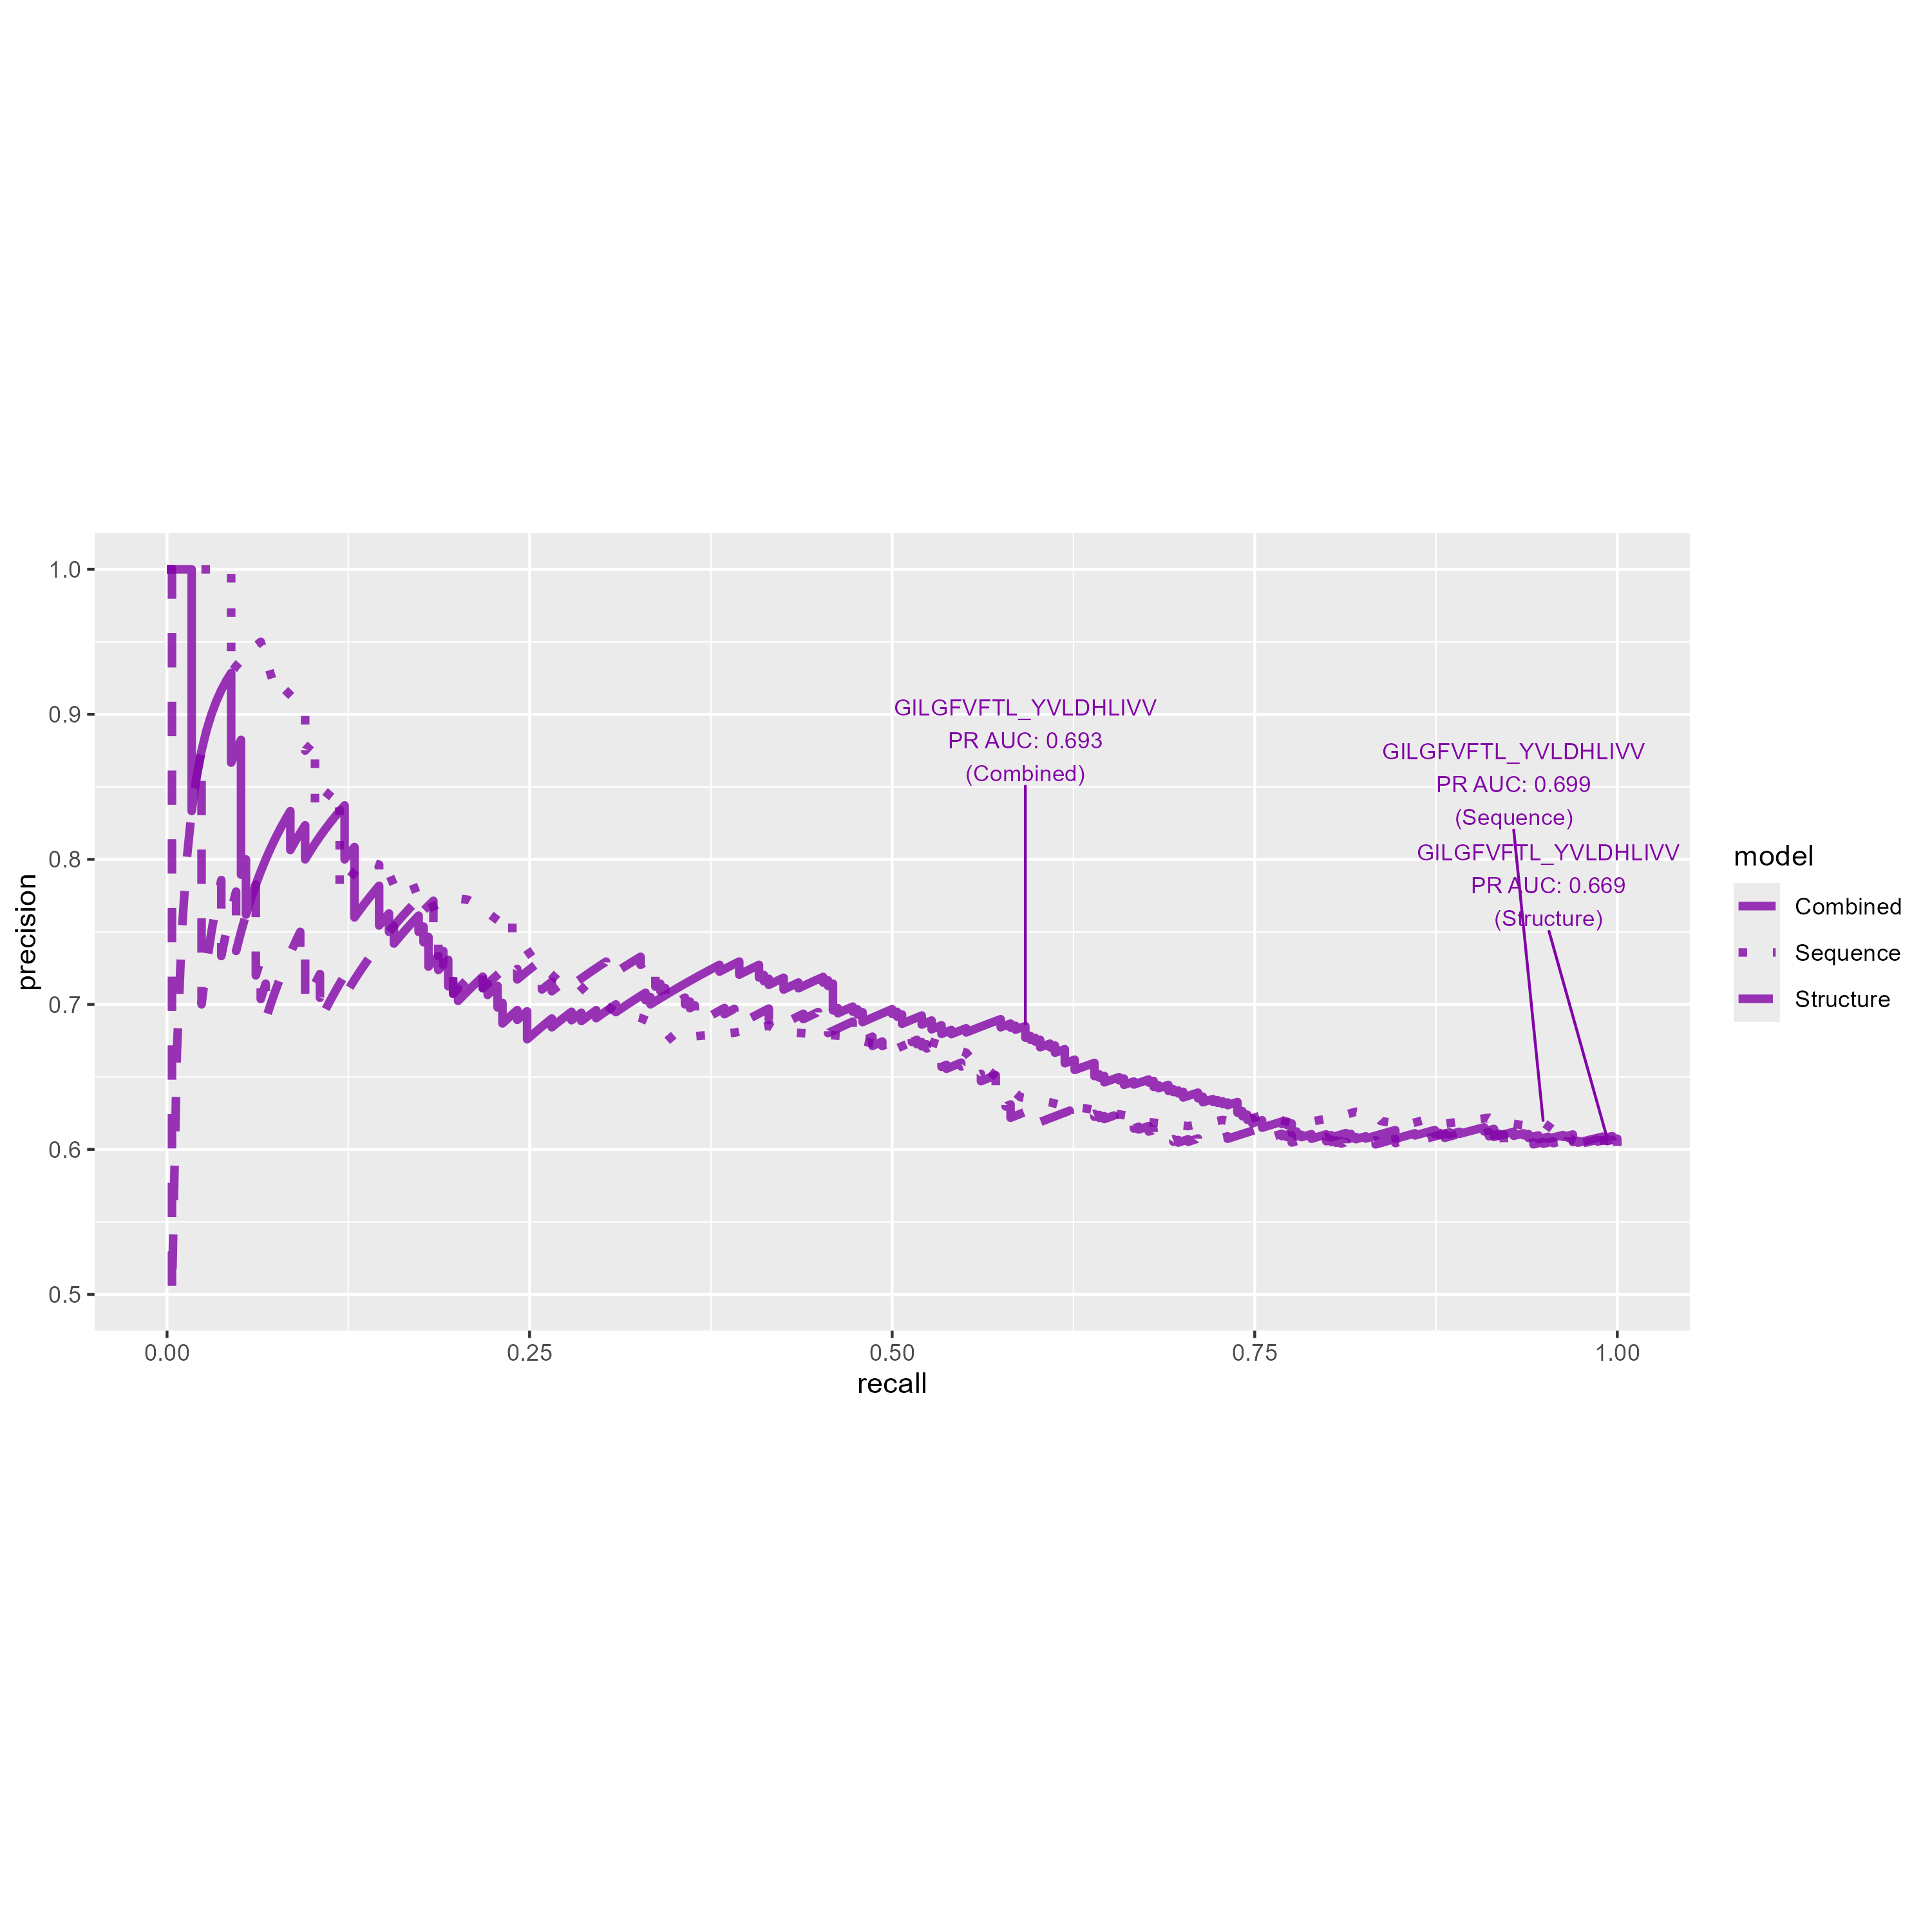 GILGFVFTL_YVLDHLIVV
PR AUC: 0.693
(Combined)
GILGFVFTL_YVLDHLIVV
PR AUC: 0.699
(Sequence)
GILGFVFTL_YVLDHLIVV
PR AUC: 0.669
(Structure)
1.0
0.9
0.8
0.7
0.6
0.5
precision
0.00
0.25
0.50
0.75
1.00
recall
model
Combined
Sequence
Structure